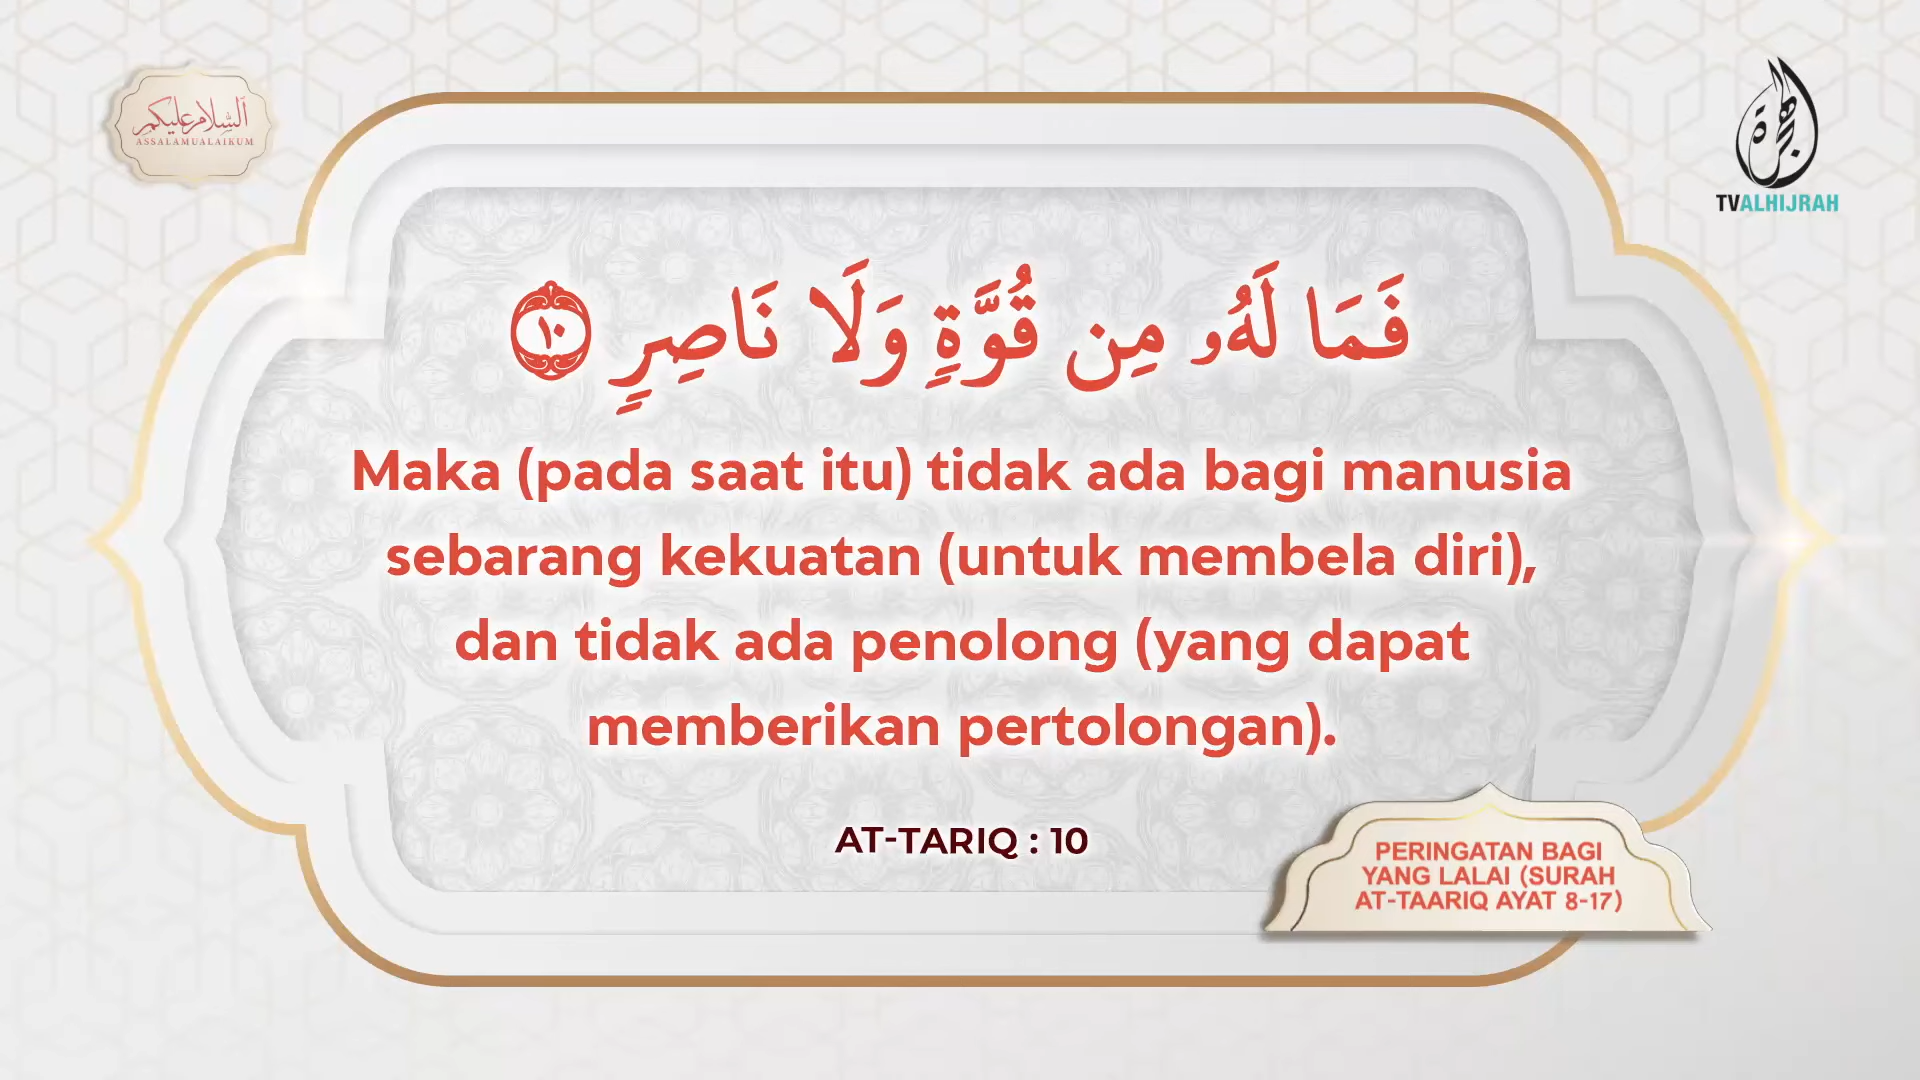 السلام عليكم
ASSALAMUALAIKUM
الهجرة
TVALHIJRAH
فَمَا لَهُۥ مِن قُوَّةٍ وَلَا نَاصِرٍ ١٠
Maka (pada saat itu) tidak ada bagi manusia
sebarang kekuatan (untuk membela diri),
dan tidak ada penolong (yang dapat
memberikan pertolongan).
AT-TARIQ : 10
PERINGATAN BAGI
YANG LALAI (SURAH
AT-TAARIQ AYAT 8-17)